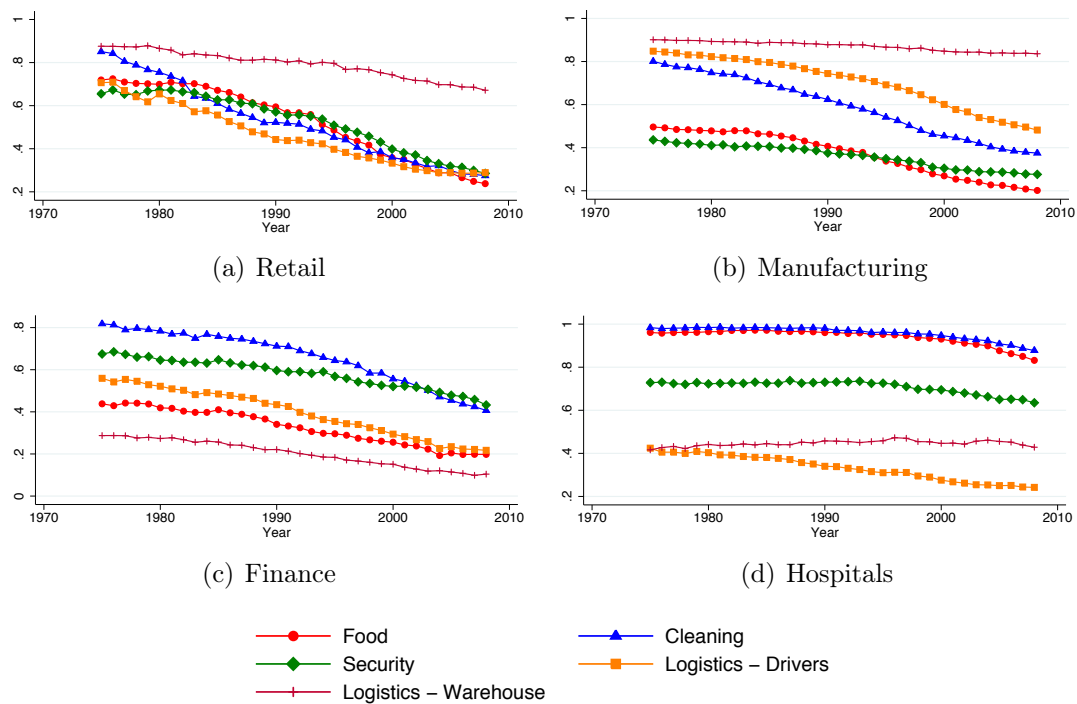 1
.8
.6
.4
.2
1970 1980 1990 2000 2010
Year
(a) Retail
1
.8
.6
.4
.2
1970 1980 1990 2000 2010
Year
(b) Manufacturing
.8
.6
.4
.2
0
1970 1980 1990 2000 2010
Year
(c) Finance
1
.8
.6
.4
.2
1970 1980 1990 2000 2010
Year
(d) Hospitals
Food
Cleaning
Security
Logistics – Drivers
Logistics – Warehouse